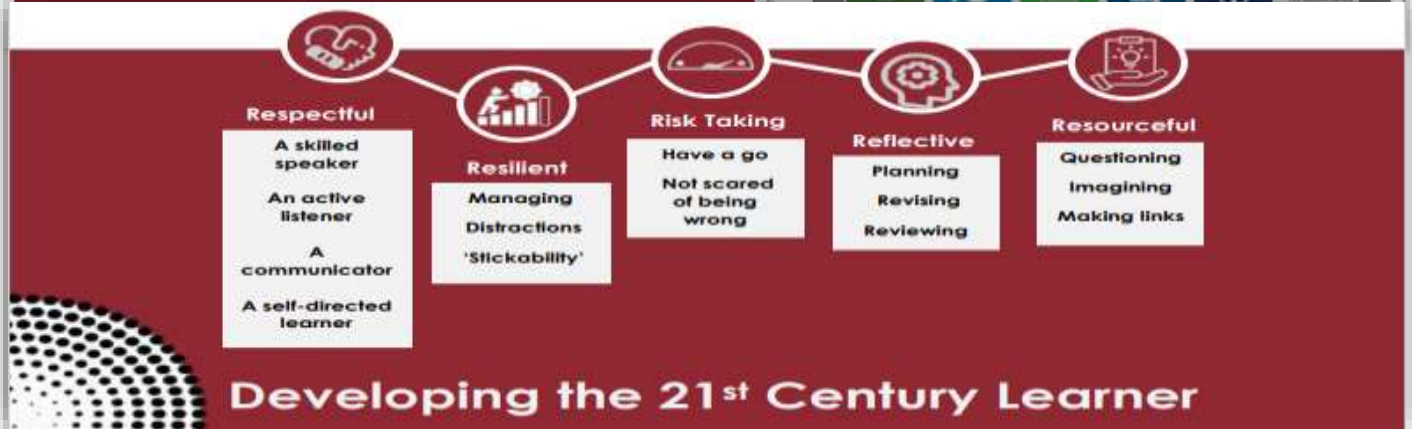 Respectful
A skilled
speaker
An active
listener
A
communicator
A self-directed
learner
Resilient
Managing
Distractions
'Stickability'
Risk Taking
Have a go
Not scared
of being
wrong
Reflective
Planning
Revising
Reviewing
Resourceful
Questioning
Imagining
Making links
Developing the 21st Century Learner